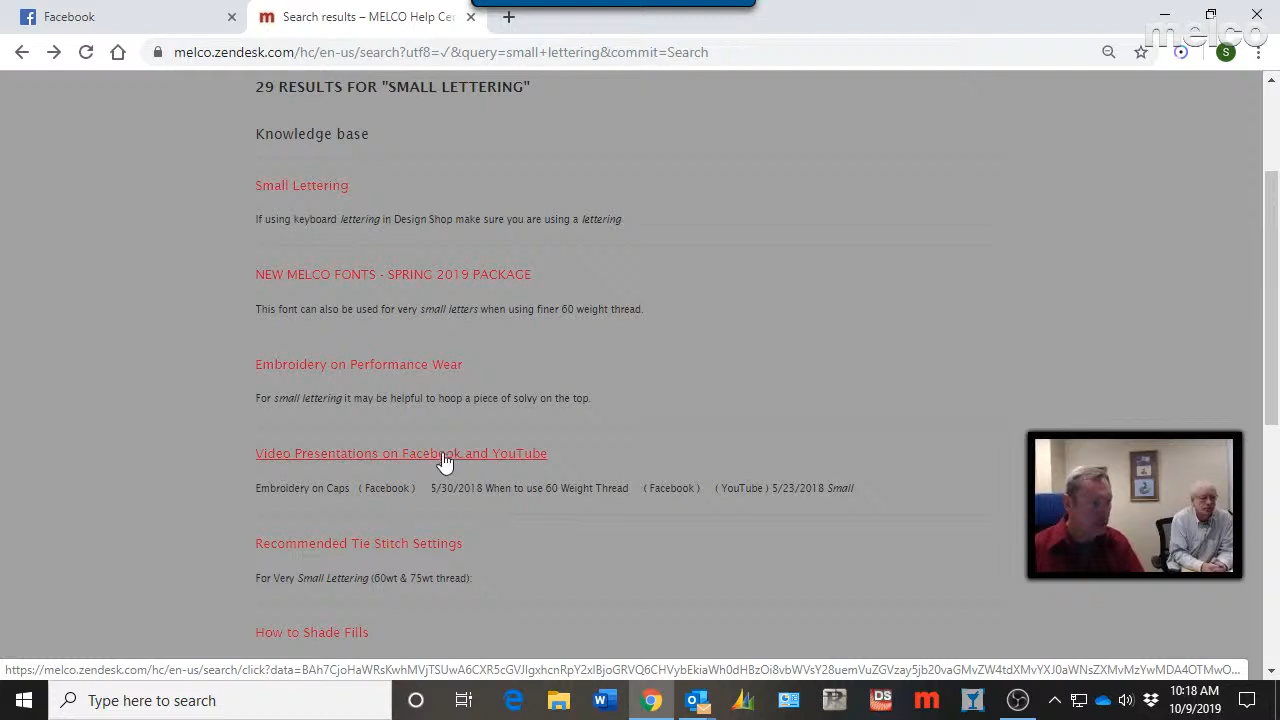 Facebook
Search results – MELCO Help Cen
melco
melco.zendesk.com/hc/en-us/search?utf8=✓&query=small+lettering&commit=Search
S
29 RESULTS FOR "SMALL LETTERING"
Knowledge base
Small Lettering
If using keyboard lettering in Design Shop make sure you are using a lettering
NEW MELCO FONTS - SPRING 2019 PACKAGE
This font can also be used for very small letters when using finer 60 weight thread.
Embroidery on Performance Wear
For small lettering it may be helpful to hoop a piece of solvy on the top.
Video Presentations on Facebook and YouTube
Embroidery on Caps ( Facebook ) 5/30/2018 When to use 60 Weight Thread ( Facebook ) ( YouTube ) 5/23/2018 Small
Recommended Tie Stitch Settings
For Very Small Lettering (60wt & 75wt thread):
How to Shade Fills
Type here to search
DS
10:18 AM
10/9/2019